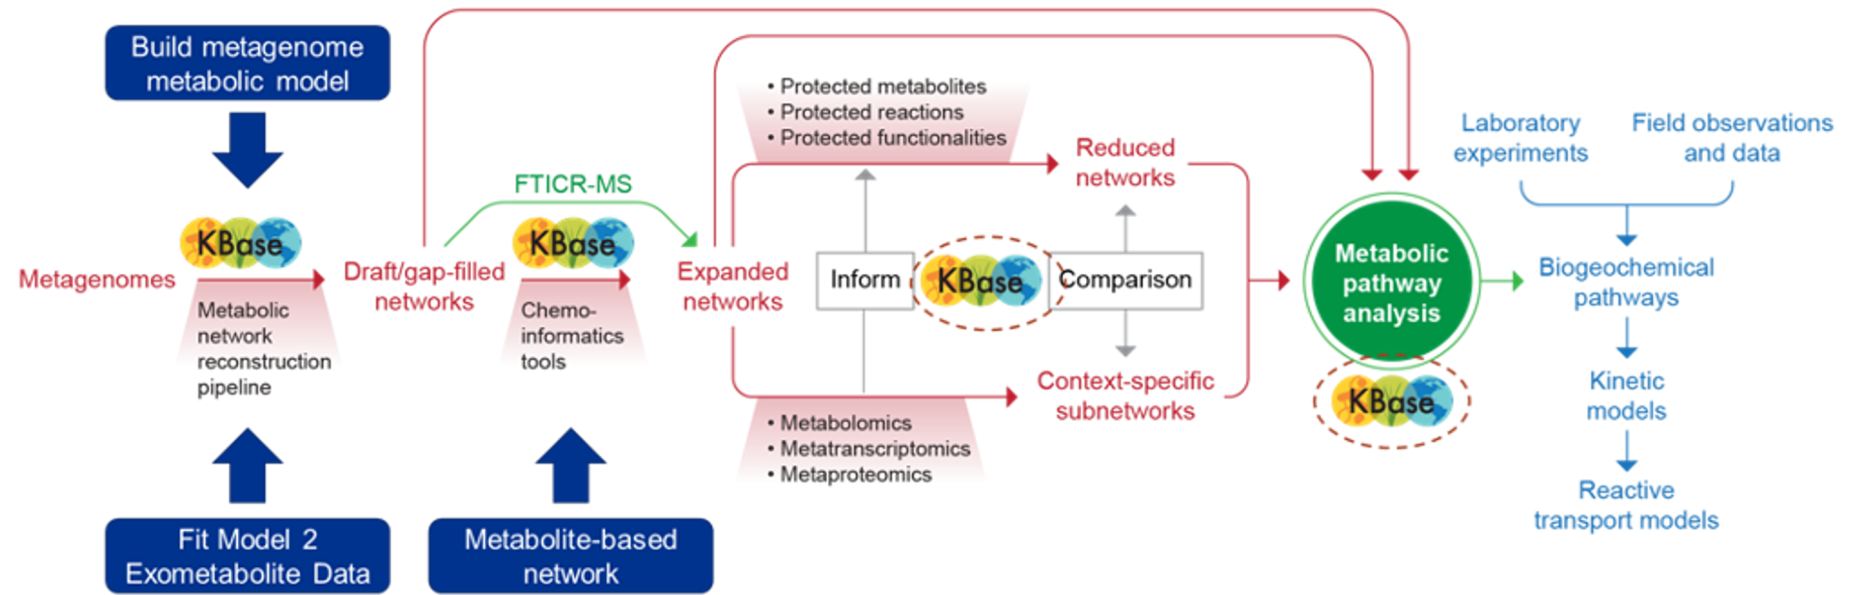 Build metagenome
metabolic model
KBase
Metagenomes
Metabolic
network
reconstruction
pipeline
Fit Model 2
Exometabolite Data
Draft/gap-filled
networks
FTICR-MS
KBase
Chemo-
informatics
tools
Metabolite-based
network
Expanded
networks
• Protected metabolites
• Protected reactions
• Protected functionalities
Reduced
networks
Inform
KBase
Comparison
Context-specific
subnetworks
• Metabolomics
• Metatranscriptomics
• Metaproteomics
Metabolic
pathway
analysis
KBase
Laboratory
experiments
Field observations
and data
Biogeochemical
pathways
Kinetic
models
Reactive
transport models